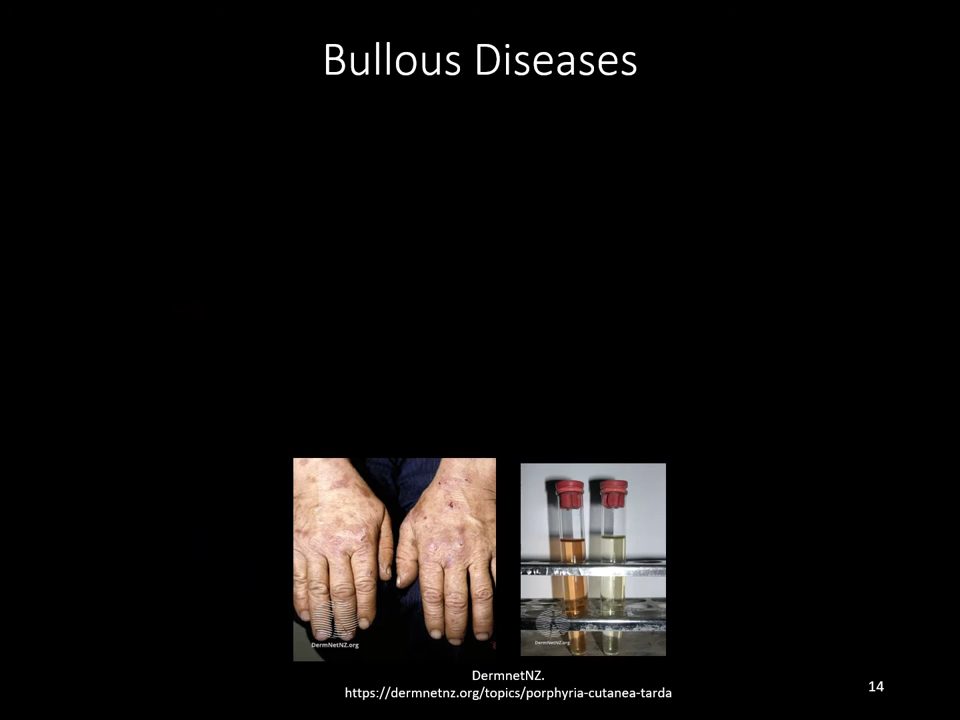 Bullous Diseases
DermNetNZ.org
DermNetNZ.org
DermnetNZ.
https://dermnetnz.org/topics/porphyria-cutanea-tarda
14